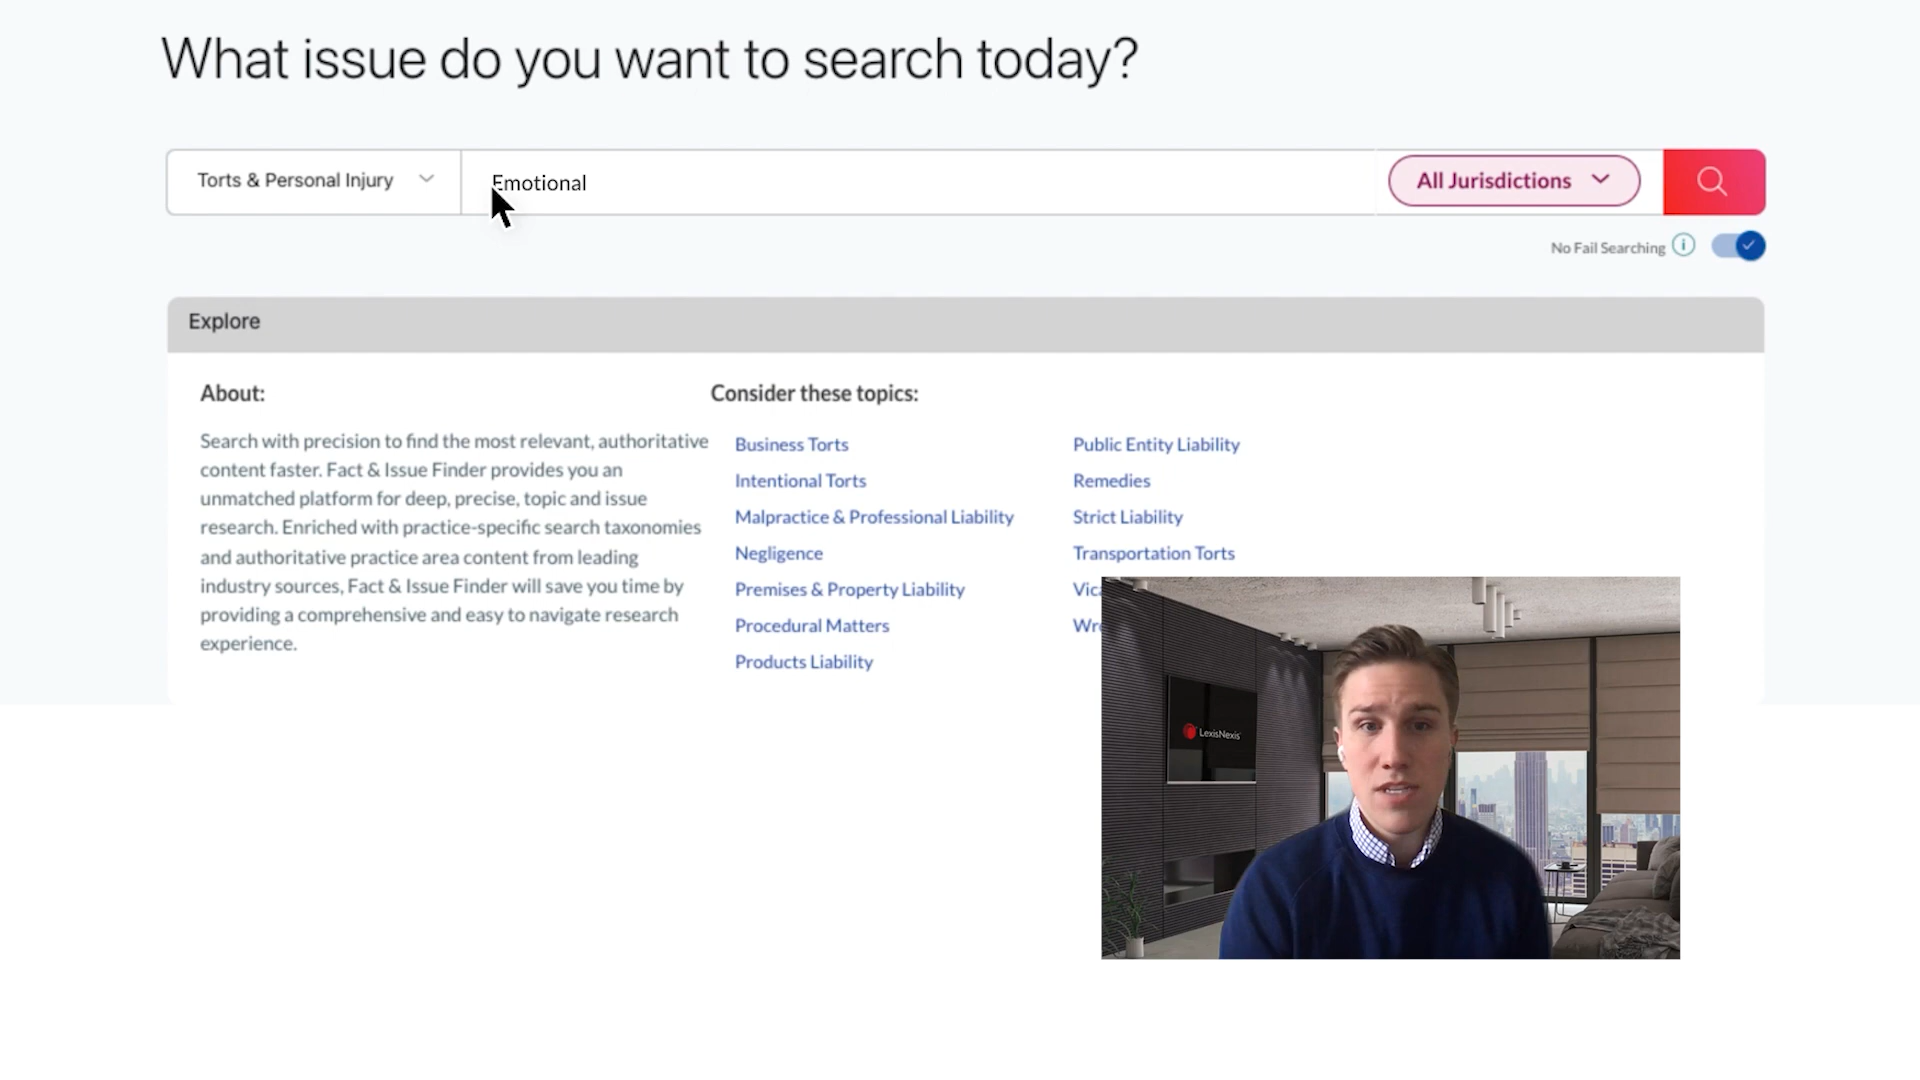 What issue do you want to search today?
Torts & Personal Injury
Emotional
All Jurisdictions
No Fail Searching
Explore
About:
Search with precision to find the most relevant, authoritative
content faster. Fact & Issue Finder provides you an
unmatched platform for deep, precise, topic and issue
research. Enriched with practice-specific search taxonomies
and authoritative practice area content from leading
industry sources, Fact & Issue Finder will save you time by
providing a comprehensive and easy to navigate research
experience.
Consider these topics:
Business Torts
Intentional Torts
Malpractice & Professional Liability
Negligence
Premises & Property Liability
Procedural Matters
Products Liability
Public Entity Liability
Remedies
Strict Liability
Transportation Torts
LexisNexis